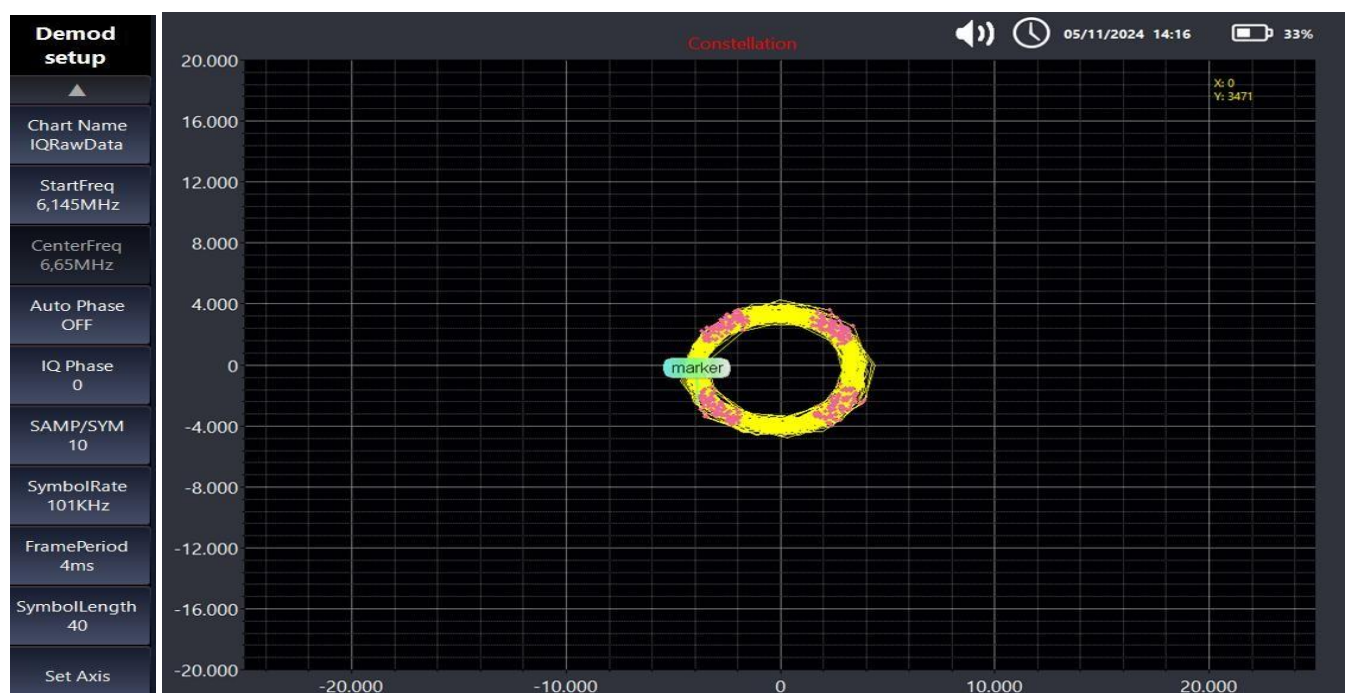 Demod
setup
Chart Name
IQRawData
StartFreq
6,145MHz
CenterFreq
6,65MHz
Auto Phase
OFF
IQ Phase
0
SAMP/SYM
10
SymbolRate
101KHz
FramePeriod
4ms
SymbolLength
40
Set Axis
Constellation
05/11/2024 14:16
33%
X: 0
Y: 3471
20.000
16.000
12.000
8.000
4.000
0
-4.000
-8.000
-12.000
-16.000
-20.000
marker
-20.000 -10.000 0 10.000 20.000